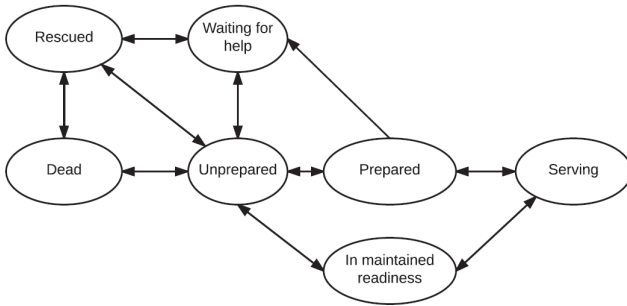 Rescued
Waiting for
help
Dead
Unprepared
Prepared
Serving
In maintained
readiness